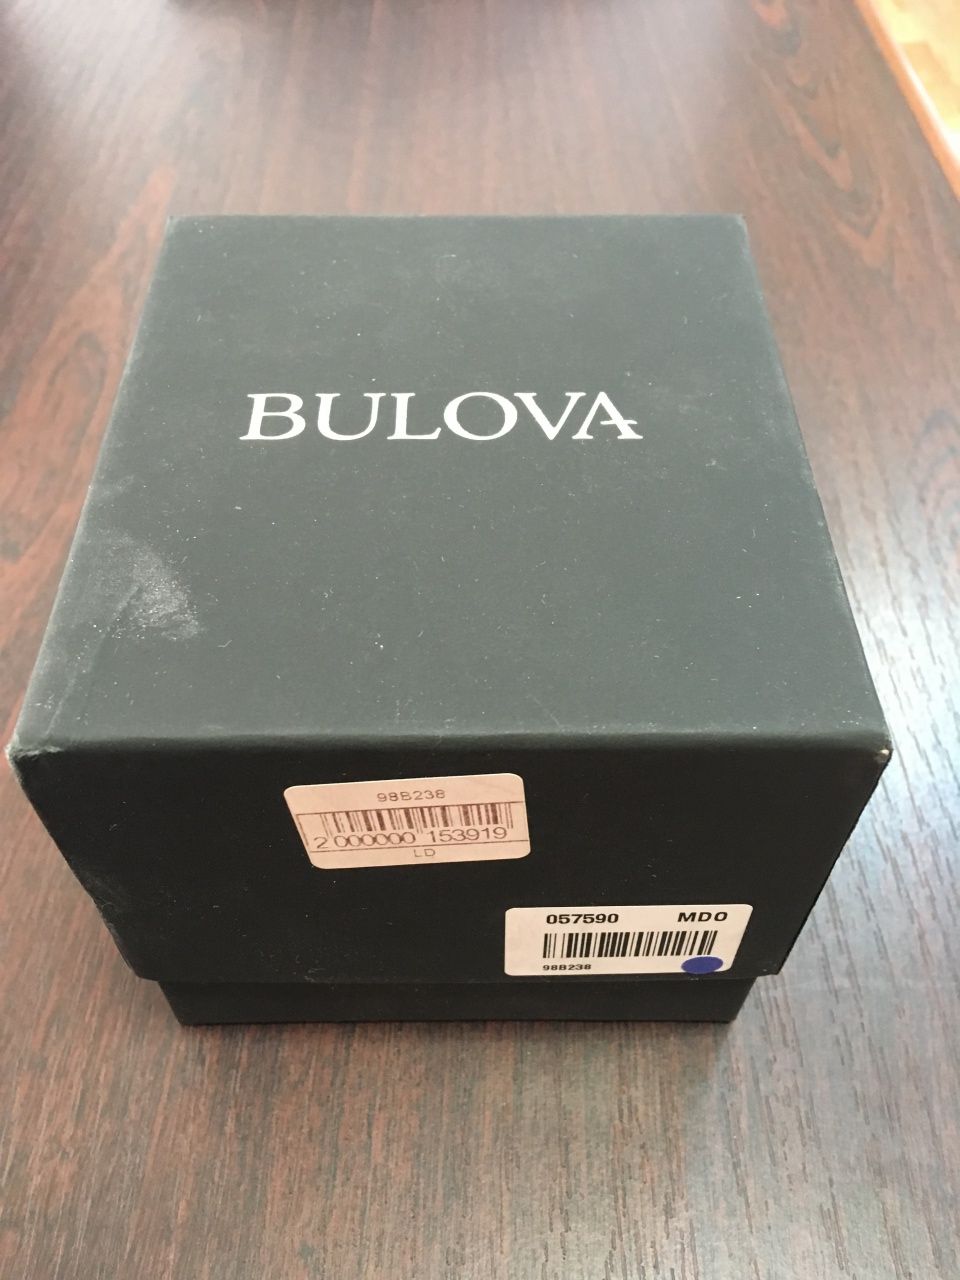 BULOVA
98B238
2 000000 153919
LD
057590 MDO
98B238